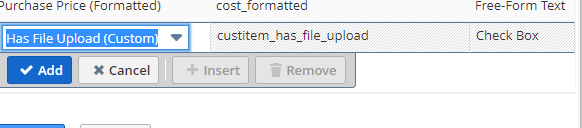 Purchase Price (Formatted) cost_formatted Free-Form Text
Has File Upload (Custom) custitem_has_file_upload Check Box
Add Cancel Insert Remove